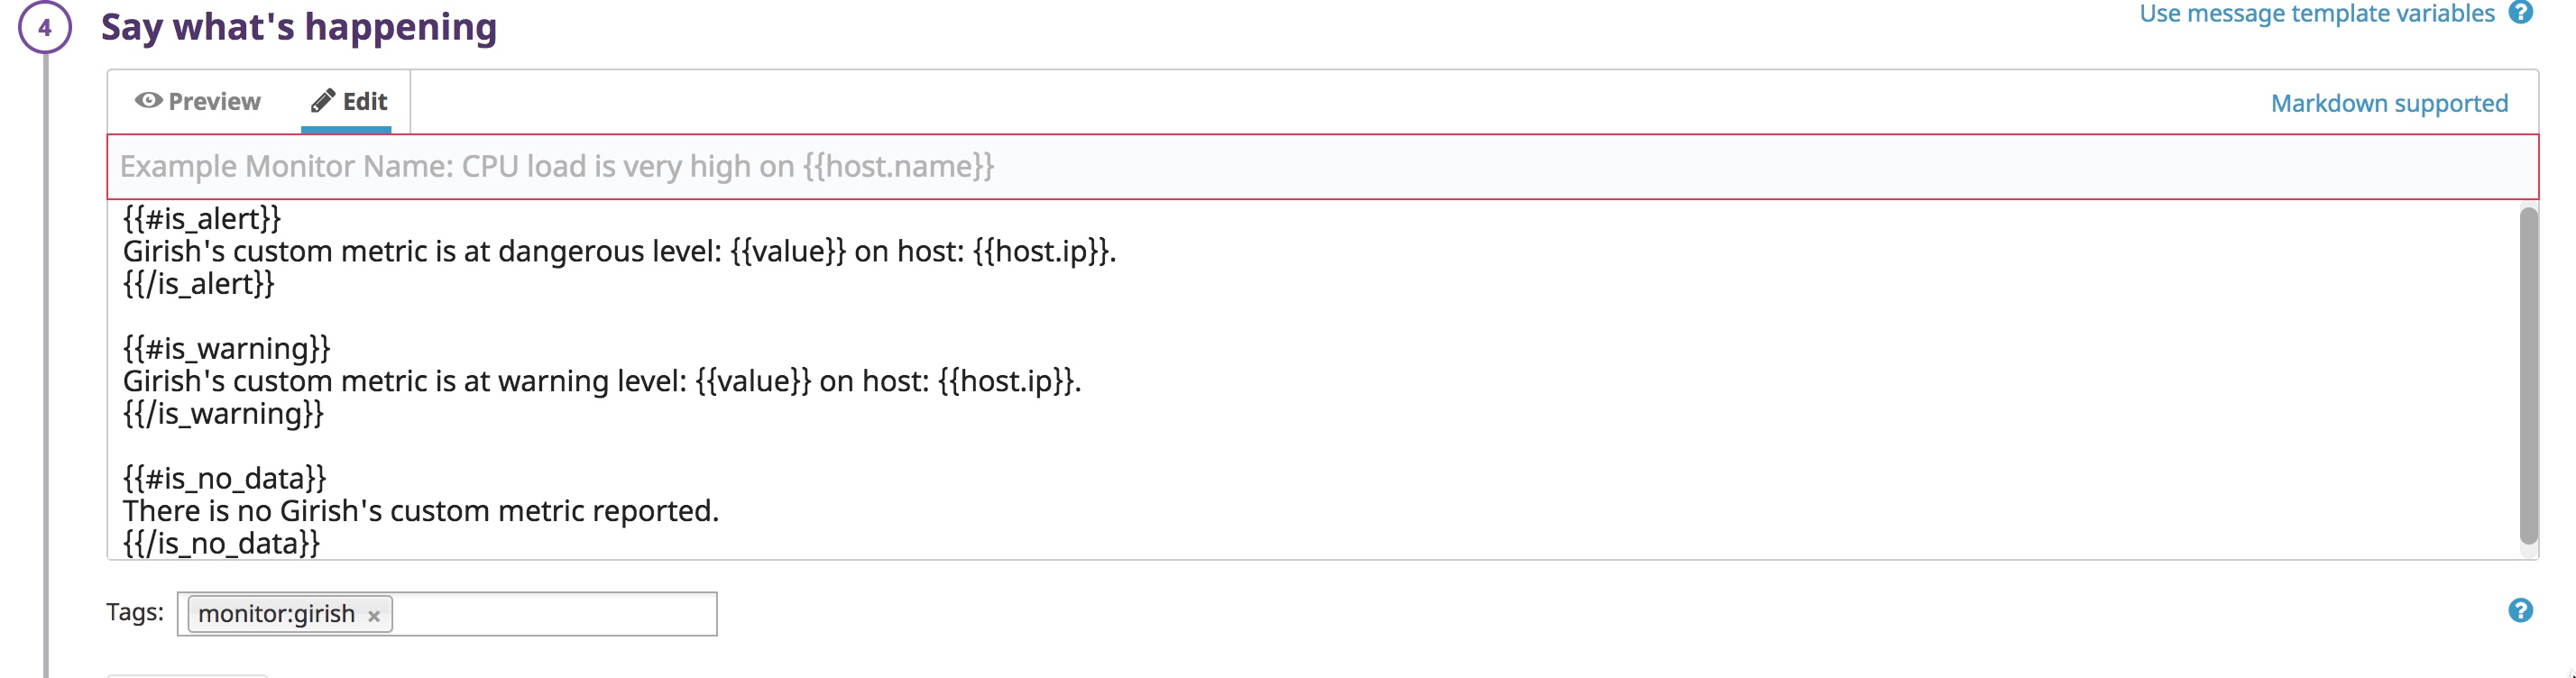 4
Say what's happening
Use message template variables ?
Preview
Edit
Markdown supported
Example Monitor Name: CPU load is very high on {{host.name}}
{{#is_alert}}
Girish's custom metric is at dangerous level: {{value}} on host: {{host.ip}}.
{{/is_alert}}
{{#is_warning}}
Girish's custom metric is at warning level: {{value}} on host: {{host.ip}}.
{{/is_warning}}
{{#is_no_data}}
There is no Girish's custom metric reported.
{{/is_no_data}}
Tags: monitor:girish × ?